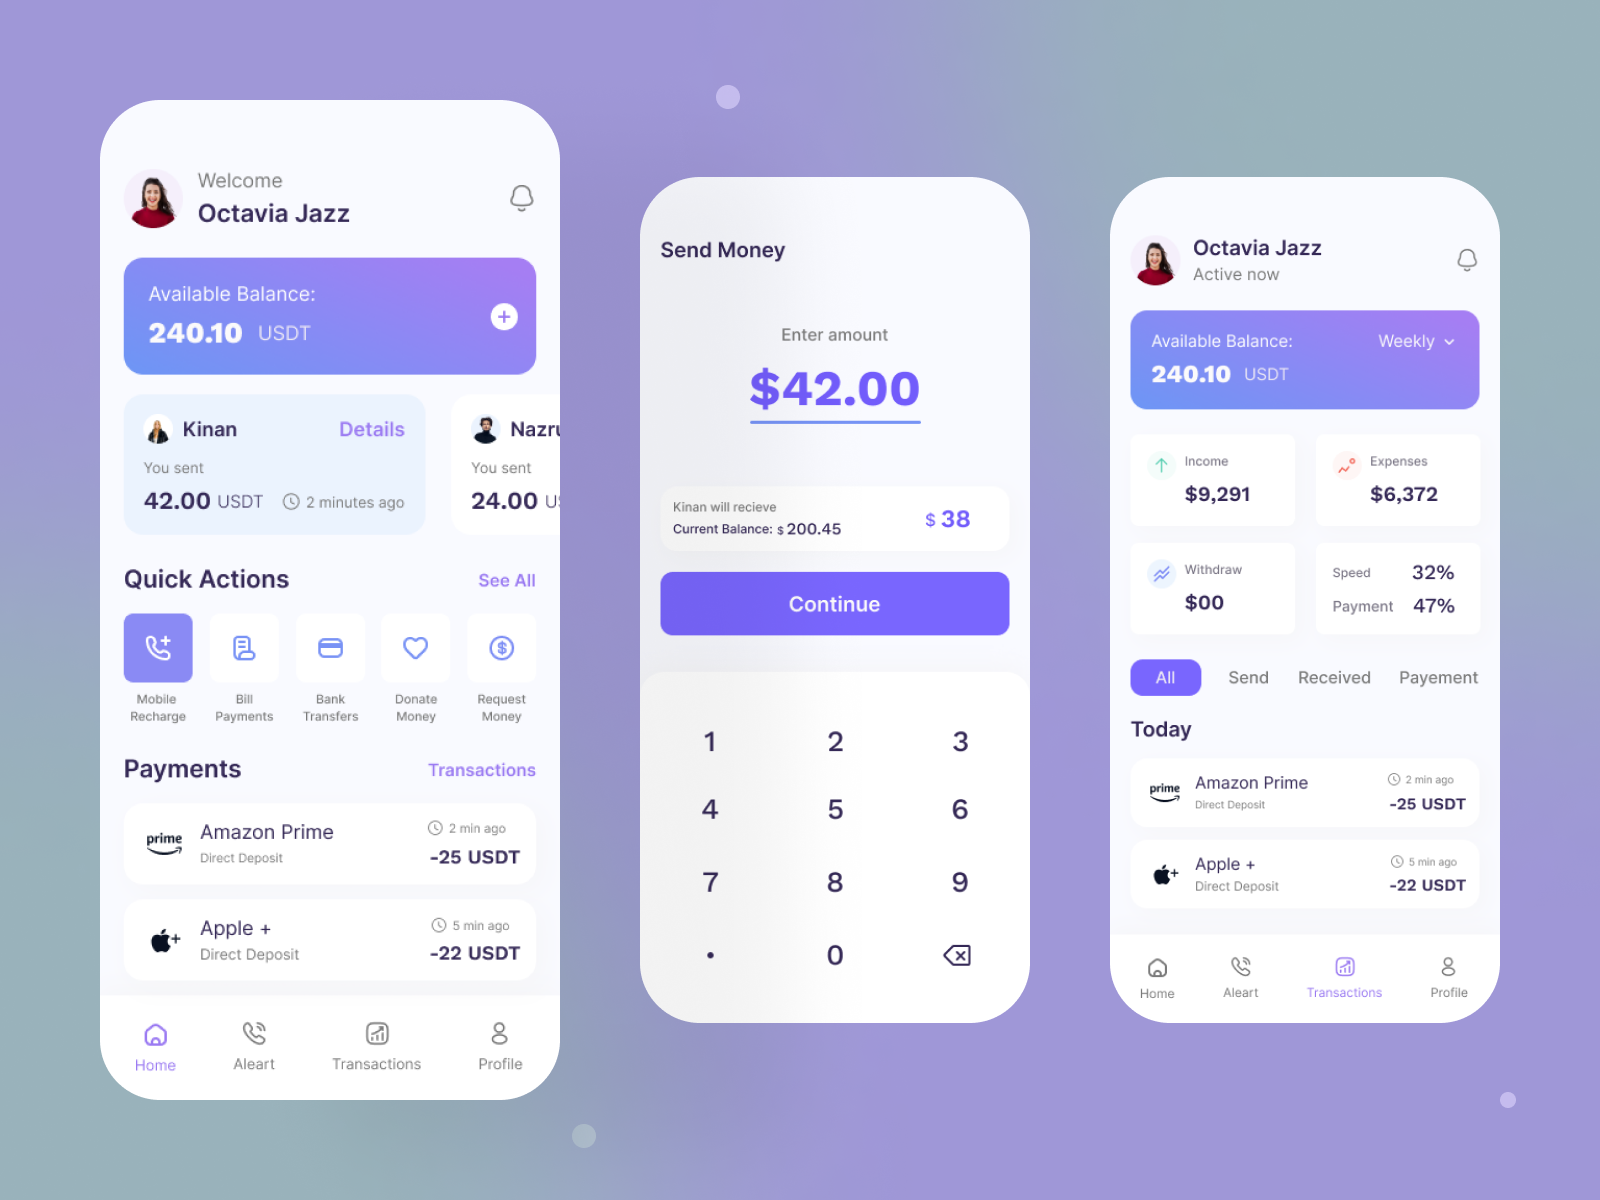 Welcome
Octavia Jazz
Available Balance:
240.10 USDT
Kinan Details
You sent
42.00 USDT 2 minutes ago
Nazru
You sent
24.00 US
Quick Actions See All
Mobile
Recharge
Bill
Payments
Bank
Transfers
Donate
Money
Request
Money
Payments Transactions
prime
Amazon Prime 2 min ago
Direct Deposit -25 USDT
Apple + 5 min ago
Direct Deposit -22 USDT
Home Aleart Transactions Profile
Send Money
Enter amount
$42.00
Kinan will recieve
Current Balance: $ 200.45
$ 38
Continue
1 2 3
4 5 6
7 8 9
. 0
Octavia Jazz
Active now
Available Balance: Weekly
240.10 USDT
Income
$9,291
Expenses
$6,372
Withdraw
$00
Speed 32%
Payment 47%
All Send Received Payement
Today
prime
Amazon Prime 2 min ago
Direct Deposit -25 USDT
Apple + 5 min ago
Direct Deposit -22 USDT
Home Aleart Transactions Profile